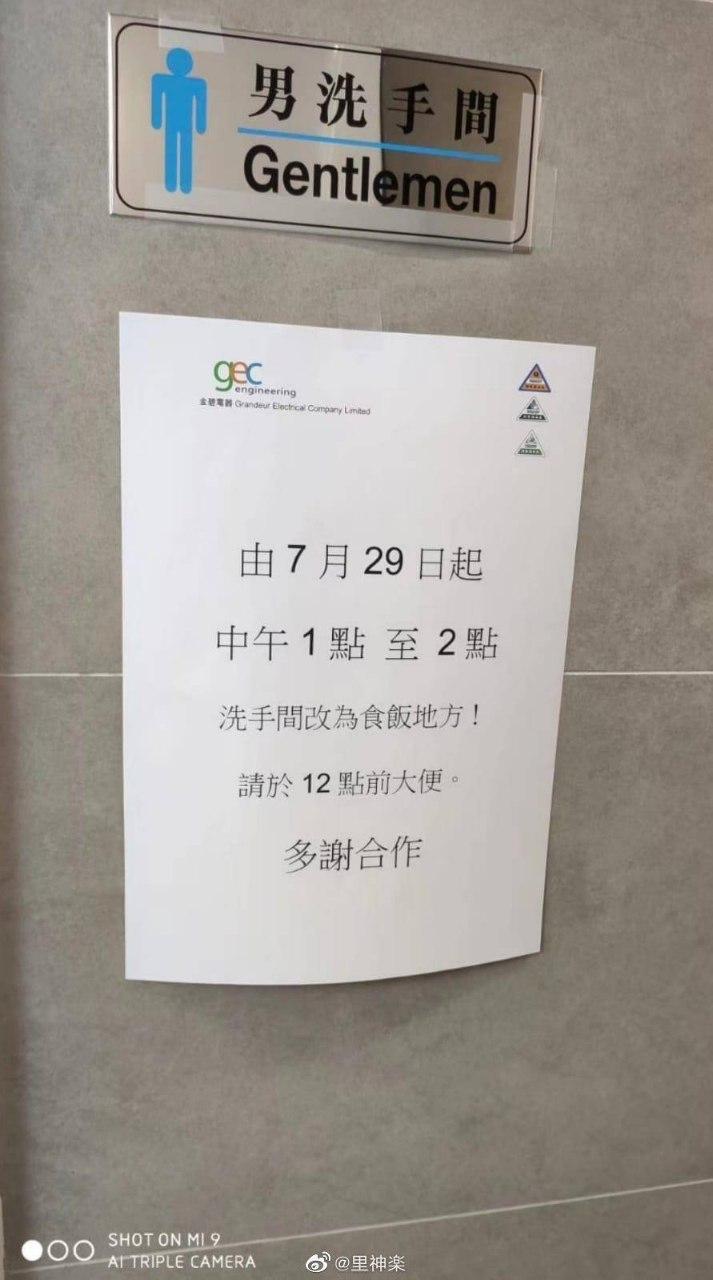 男洗手間
Gentlemen
gec
engineering
金碧電器 Grandeur Electrical Company Limited
由 7 月 29 日起
中午 1 點 至 2 點
洗手間改為食飯地方！
請於 12 點前大便。
多謝合作
SHOT ON MI 9
AI TRIPLE CAMERA
@里神楽